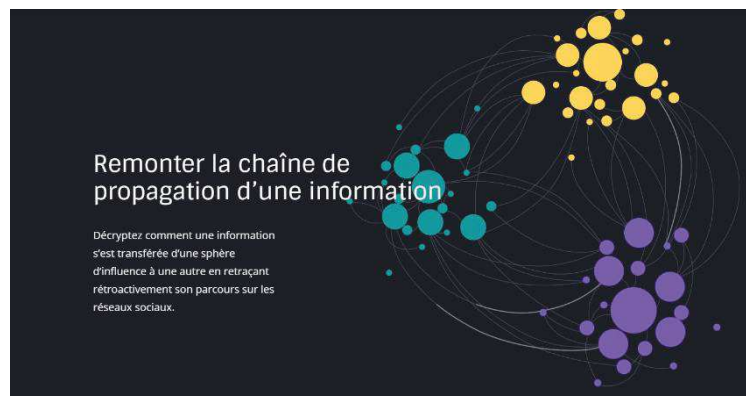 Remonter la chaîne de
propagation d'une information
Décryptez comment une information
s'est transférée d'une sphère
d'influence à une autre en retraçant
rétroactivement son parcours sur les
réseaux sociaux.